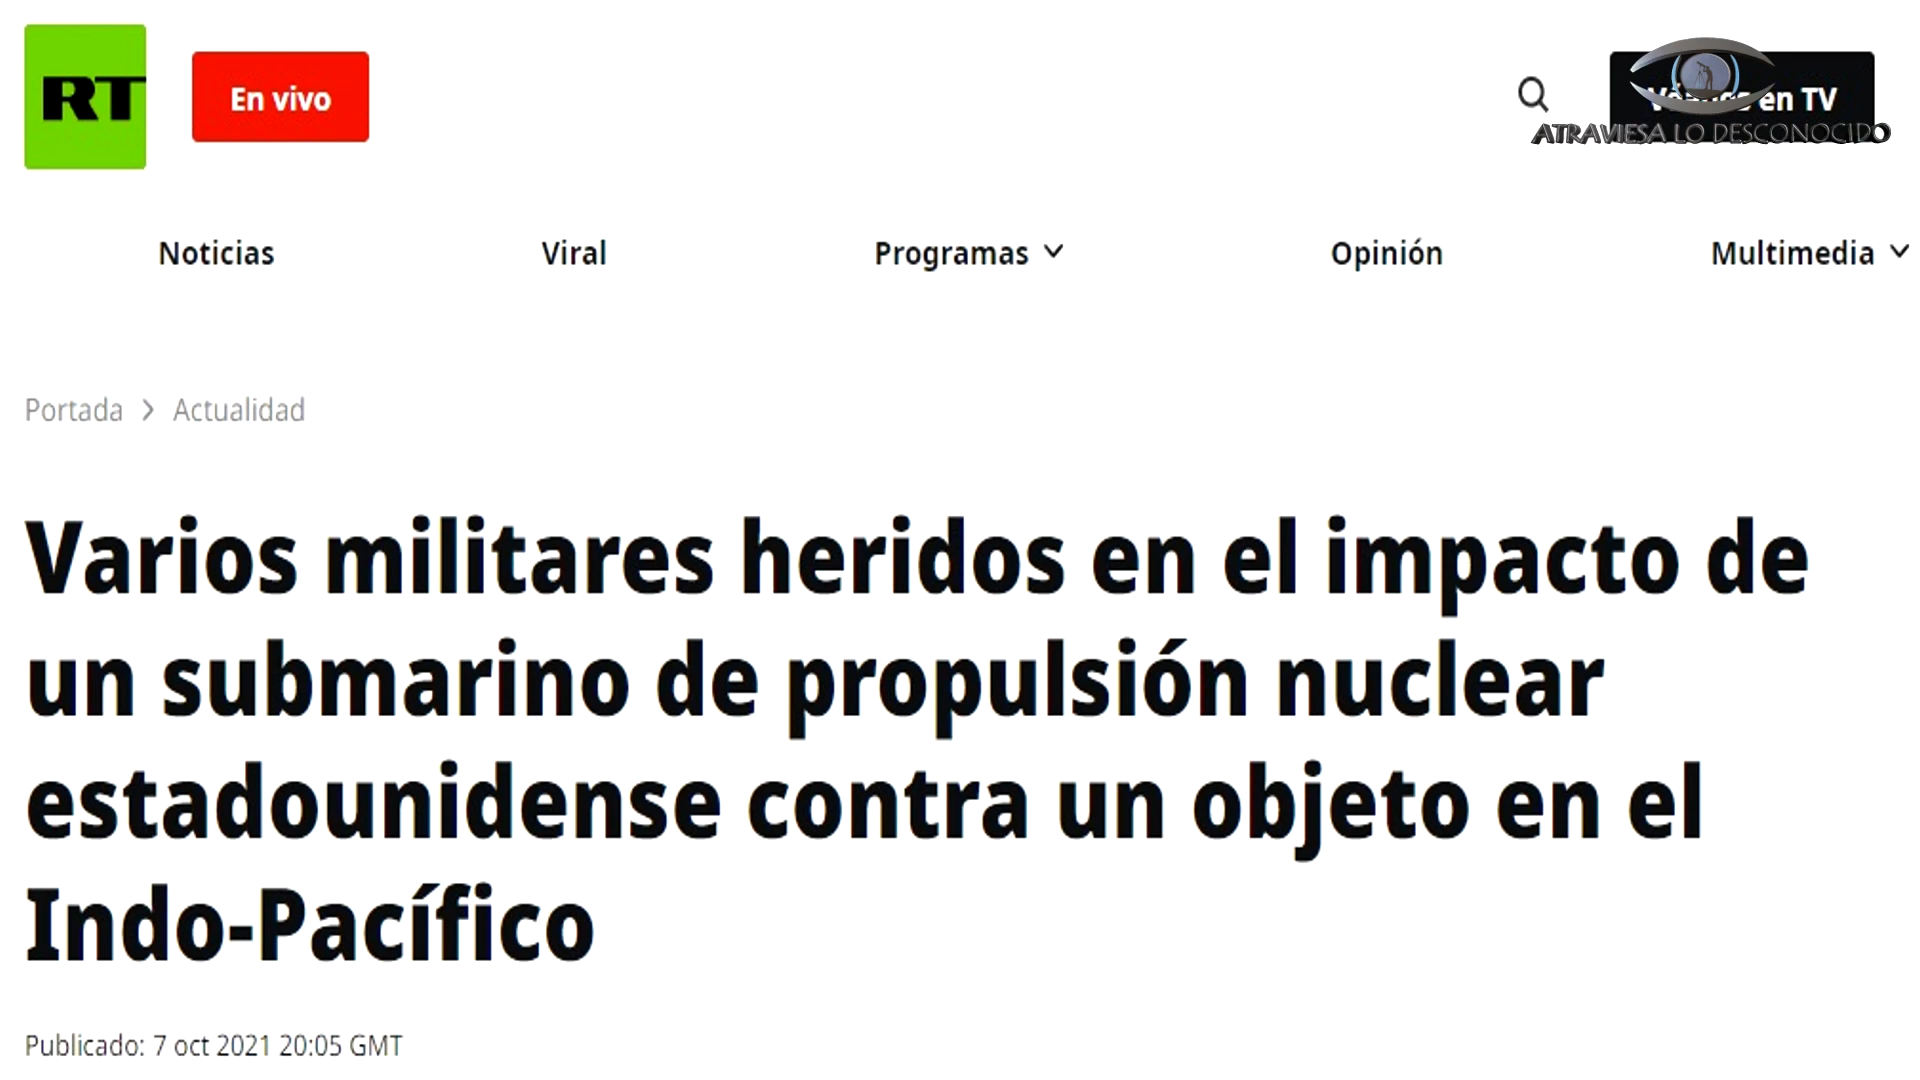 RT
En vivo
en TV
ATRAVIESA LO DESCONOCIDO
Noticias
Viral
Programas
Opinión
Multimedia
Portada > Actualidad
Varios militares heridos en el impacto de
un submarino de propulsión nuclear
estadounidense contra un objeto en el
Indo-Pacífico
Publicado: 7 oct 2021 20:05 GMT